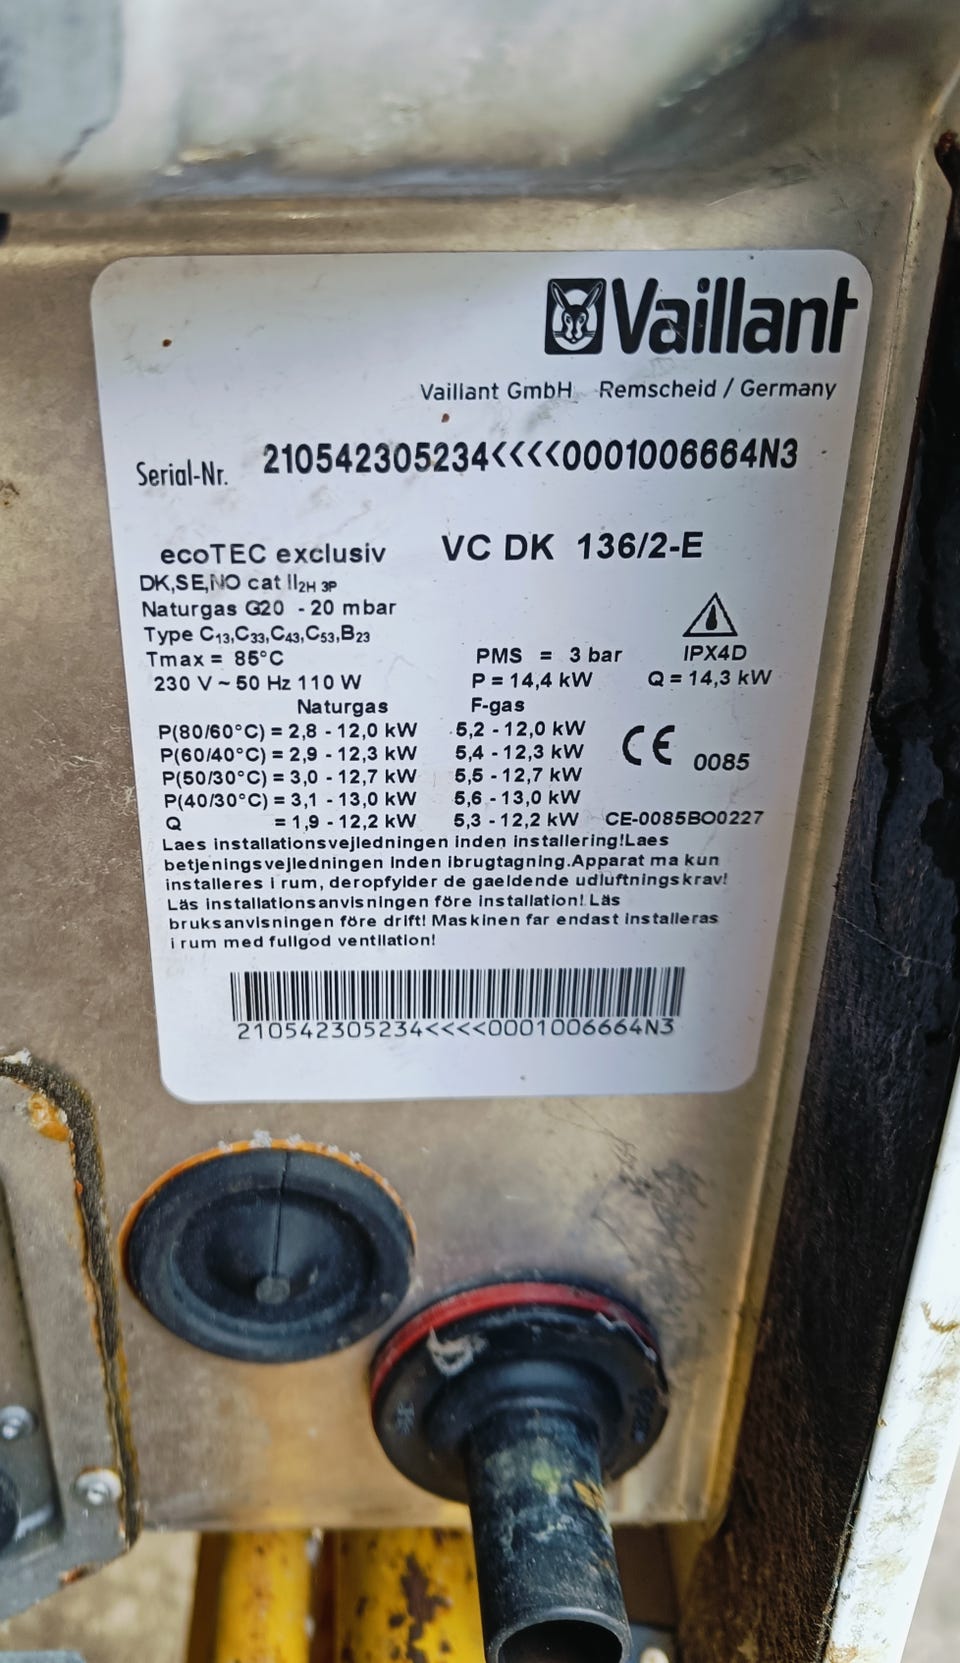 Vaillant
Vaillant GmbH Remscheid / Germany
Serial-Nr. 210542305234<<<<0001006664N3
ecoTEC exclusiv VC DK 136/2-E
DK,SE,NO cat II2H 3P
Naturgas G20 - 20 mbar
Type C13,C33,C43,C53,B23
Tmax = 85°C PMS = 3 bar IPX4D
230 V ~ 50 Hz 110 W P = 14,4 kW Q = 14,3 kW
Naturgas F-gas
P(80/60°C) = 2,8 - 12,0 kW 5,2 - 12,0 kW
P(60/40°C) = 2,9 - 12,3 kW 5,4 - 12,3 kW
P(50/30°C) = 3,0 - 12,7 kW 5,5 - 12,7 kW
CE 0085
P(40/30°C) = 3,1 - 13,0 kW 5,6 - 13,0 kW
Q = 1,9 - 12,2 kW 5,3 - 12,2 kW CE-0085BO0227
Laes installationsvejledningen inden installering!Laes
betjeningsvejledningen inden ibrugtagning.Apparat ma kun
installeres i rum, deropfylder de gaeldende udluftningskrav!
Läs installationsanvisningen före installation! Läs
bruksanvisningen före drift! Maskinen far endast installeras
i rum med fullgod ventilation!
210542305234<<<<0001006664N3